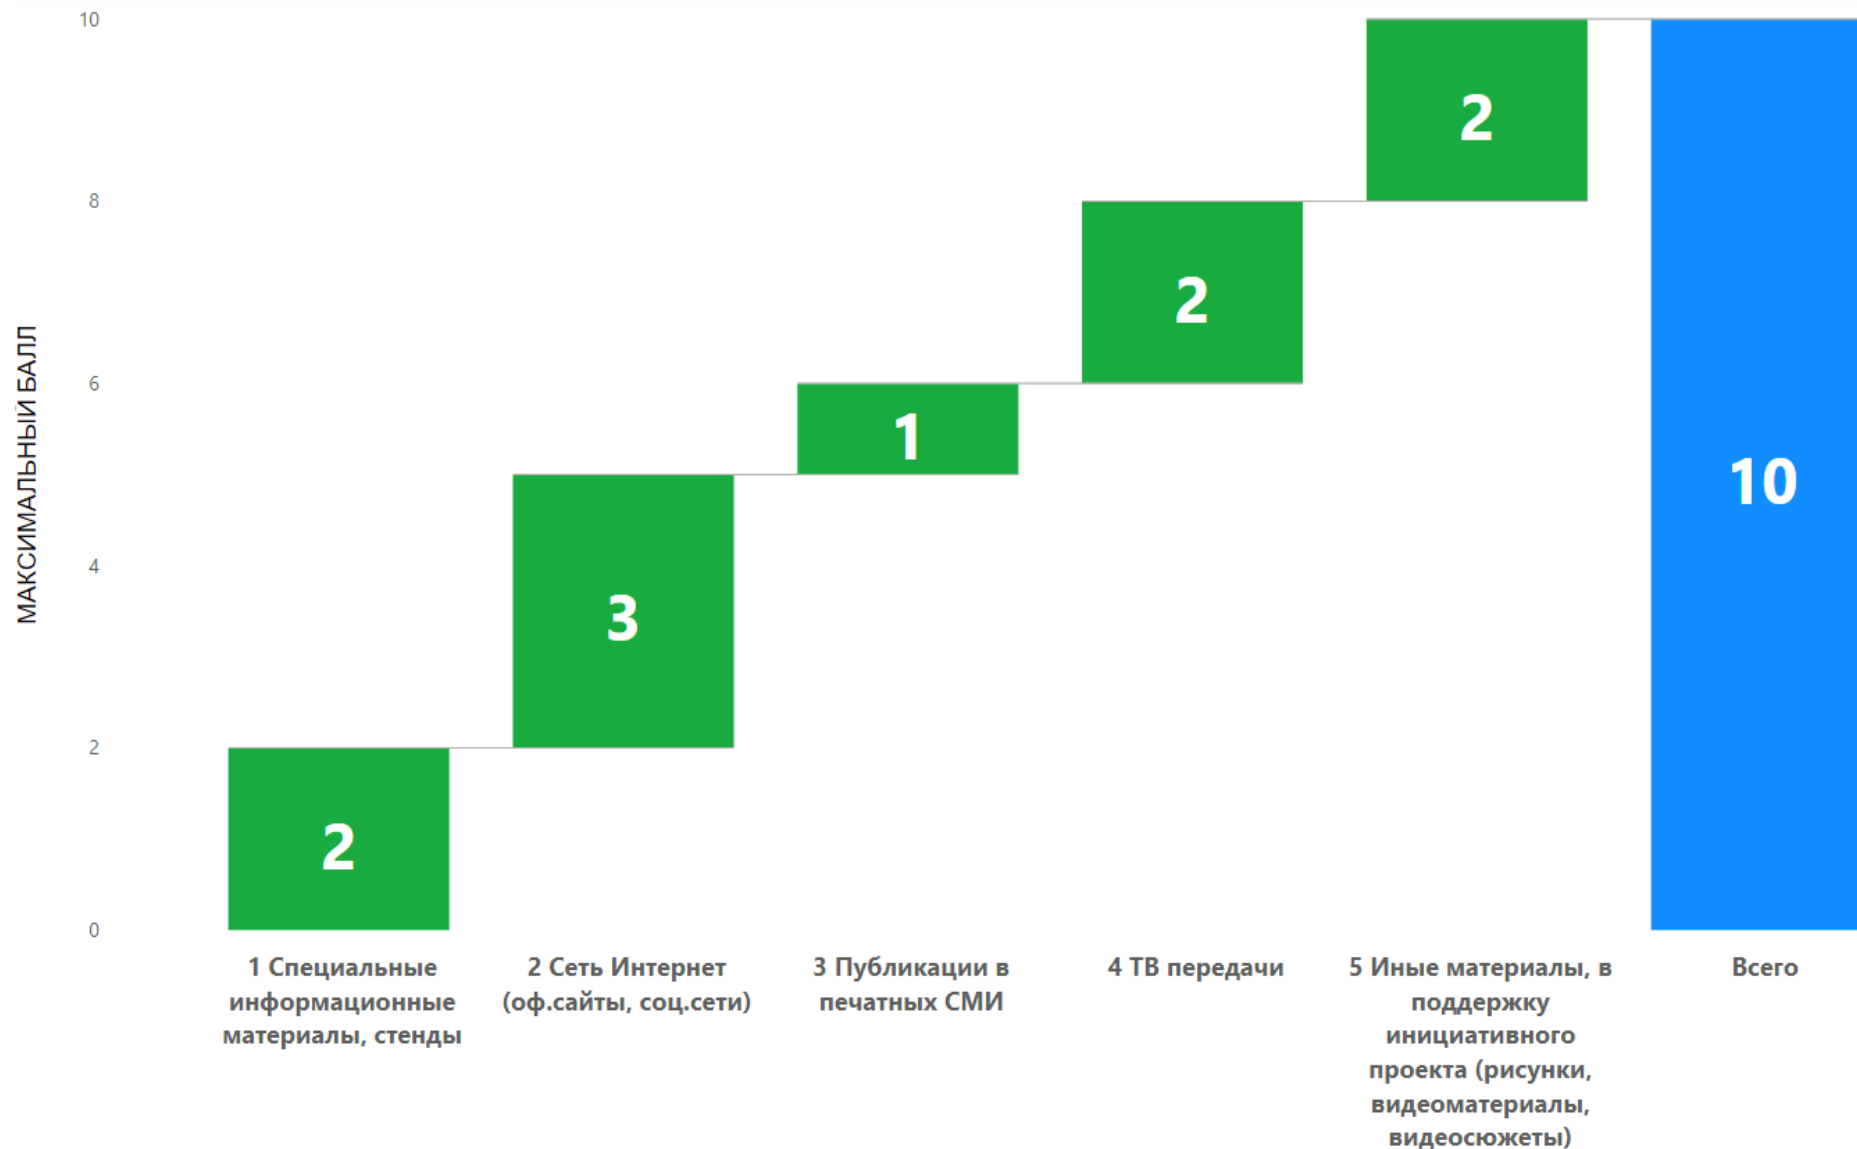 МАКСИМАЛЬНЫЙ БАЛЛ
10
8
6
4
2
0
2
3
1
2
2
10
1 Специальные
информационные
материалы, стенды
2 Сеть Интернет
(оф.сайты, соц.сети)
3 Публикации в
печатных СМИ
4 ТВ передачи
5 Иные материалы, в
поддержку
инициативного
проекта (рисунки,
видеоматериалы,
видеосюжеты)
Всего